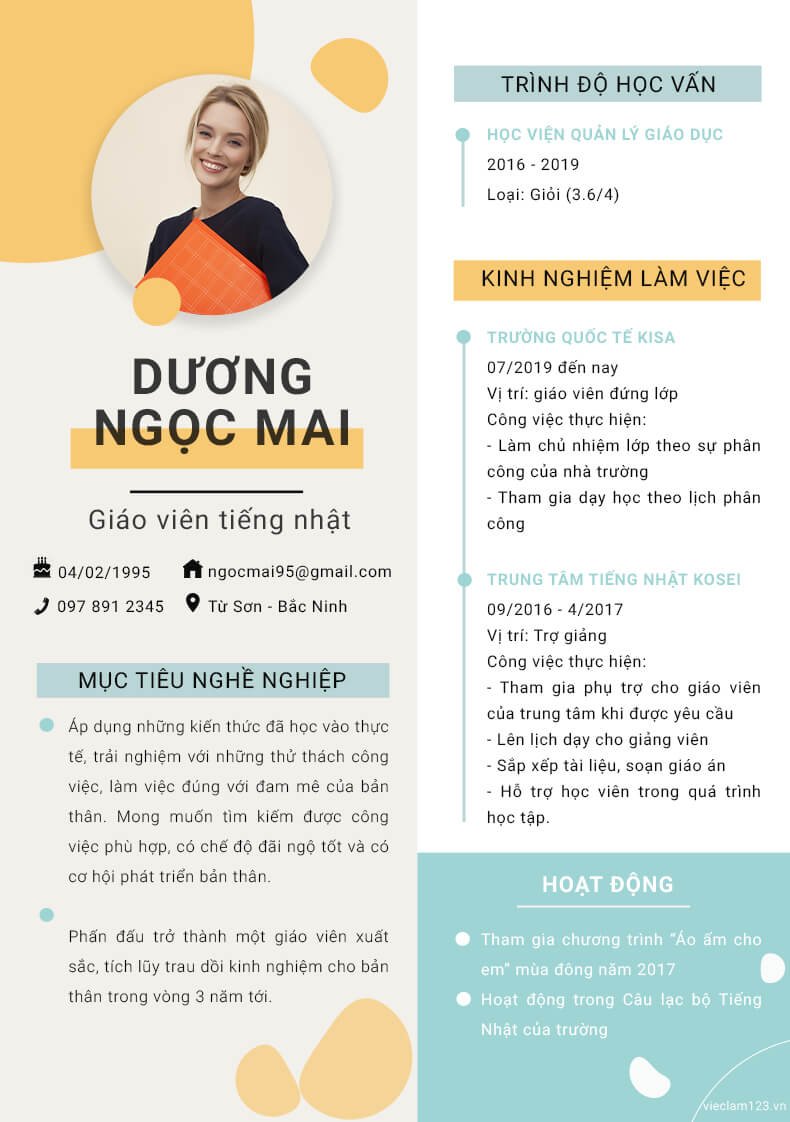 DƯƠNG
NGỌC MAI
Giáo viên tiếng nhật
04/02/1995
ngocmai95@gmail.com
097 891 2345
Từ Sơn - Bắc Ninh
MỤC TIÊU NGHỀ NGHIỆP
Áp dụng những kiến thức đã học vào thực
tế, trải nghiệm với những thử thách công
việc, làm việc đúng với đam mê của bản
thân. Mong muốn tìm kiếm được công
việc phù hợp, có chế độ đãi ngộ tốt và có
cơ hội phát triển bản thân.
Phấn đấu trở thành một giáo viên xuất
sắc, tích lũy trau dồi kinh nghiệm cho bản
thân trong vòng 3 năm tới.
TRÌNH ĐỘ HỌC VẤN
HỌC VIỆN QUẢN LÝ GIÁO DỤC
2016 - 2019
Loại: Giỏi (3.6/4)
KINH NGHIỆM LÀM VIỆC
TRƯỜNG QUỐC TẾ KISA
07/2019 đến nay
Vị trí: giáo viên đứng lớp
Công việc thực hiện:
- Làm chủ nhiệm lớp theo sự phân
công của nhà trường
- Tham gia dạy học theo lịch phân
công
TRUNG TÂM TIẾNG NHẬT KOSEI
09/2016 - 4/2017
Vị trí: Trợ giảng
Công việc thực hiện:
- Tham gia phụ trợ cho giáo viên
của trung tâm khi được yêu cầu
- Lên lịch dạy cho giảng viên
- Sắp xếp tài liệu, soạn giáo án
- Hỗ trợ học viên trong quá trình
học tập.
HOẠT ĐỘNG
Tham gia chương trình “Áo ấm cho
em” mùa đông năm 2017
Hoạt động trong Câu lạc bộ Tiếng
Nhật của trường
vieclam123.vn